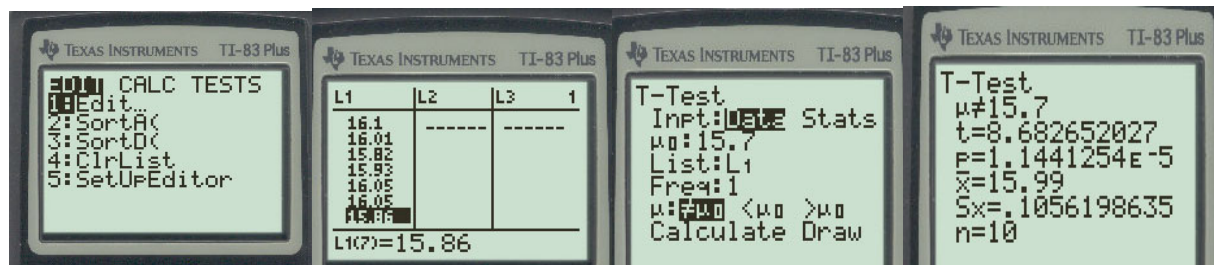 TEXAS INSTRUMENTS TI-83 Plus
EDIT CALC TESTS
1:Edit…
2:SortA(
3:SortD(
4:ClrList
5:SetUpEditor
TEXAS INSTRUMENTS TI-83 Plus
L1 L2 L3 1
16.1 ------ ------
16.01
15.82
15.93
16.05
16.05
15.86
L1(7)=15.86
TEXAS INSTRUMENTS TI-83 Plus
T-Test
Inpt:Data Stats
μ0:15.7
List:L1
Freq:1
μ:≠μ0 <μ0 >μ0
Calculate Draw
TEXAS INSTRUMENTS TI-83 Plus
T-Test
μ≠15.7
t=8.682652027
p=1.1441254E-5
x̄=15.99
Sx=.1056198635
n=10